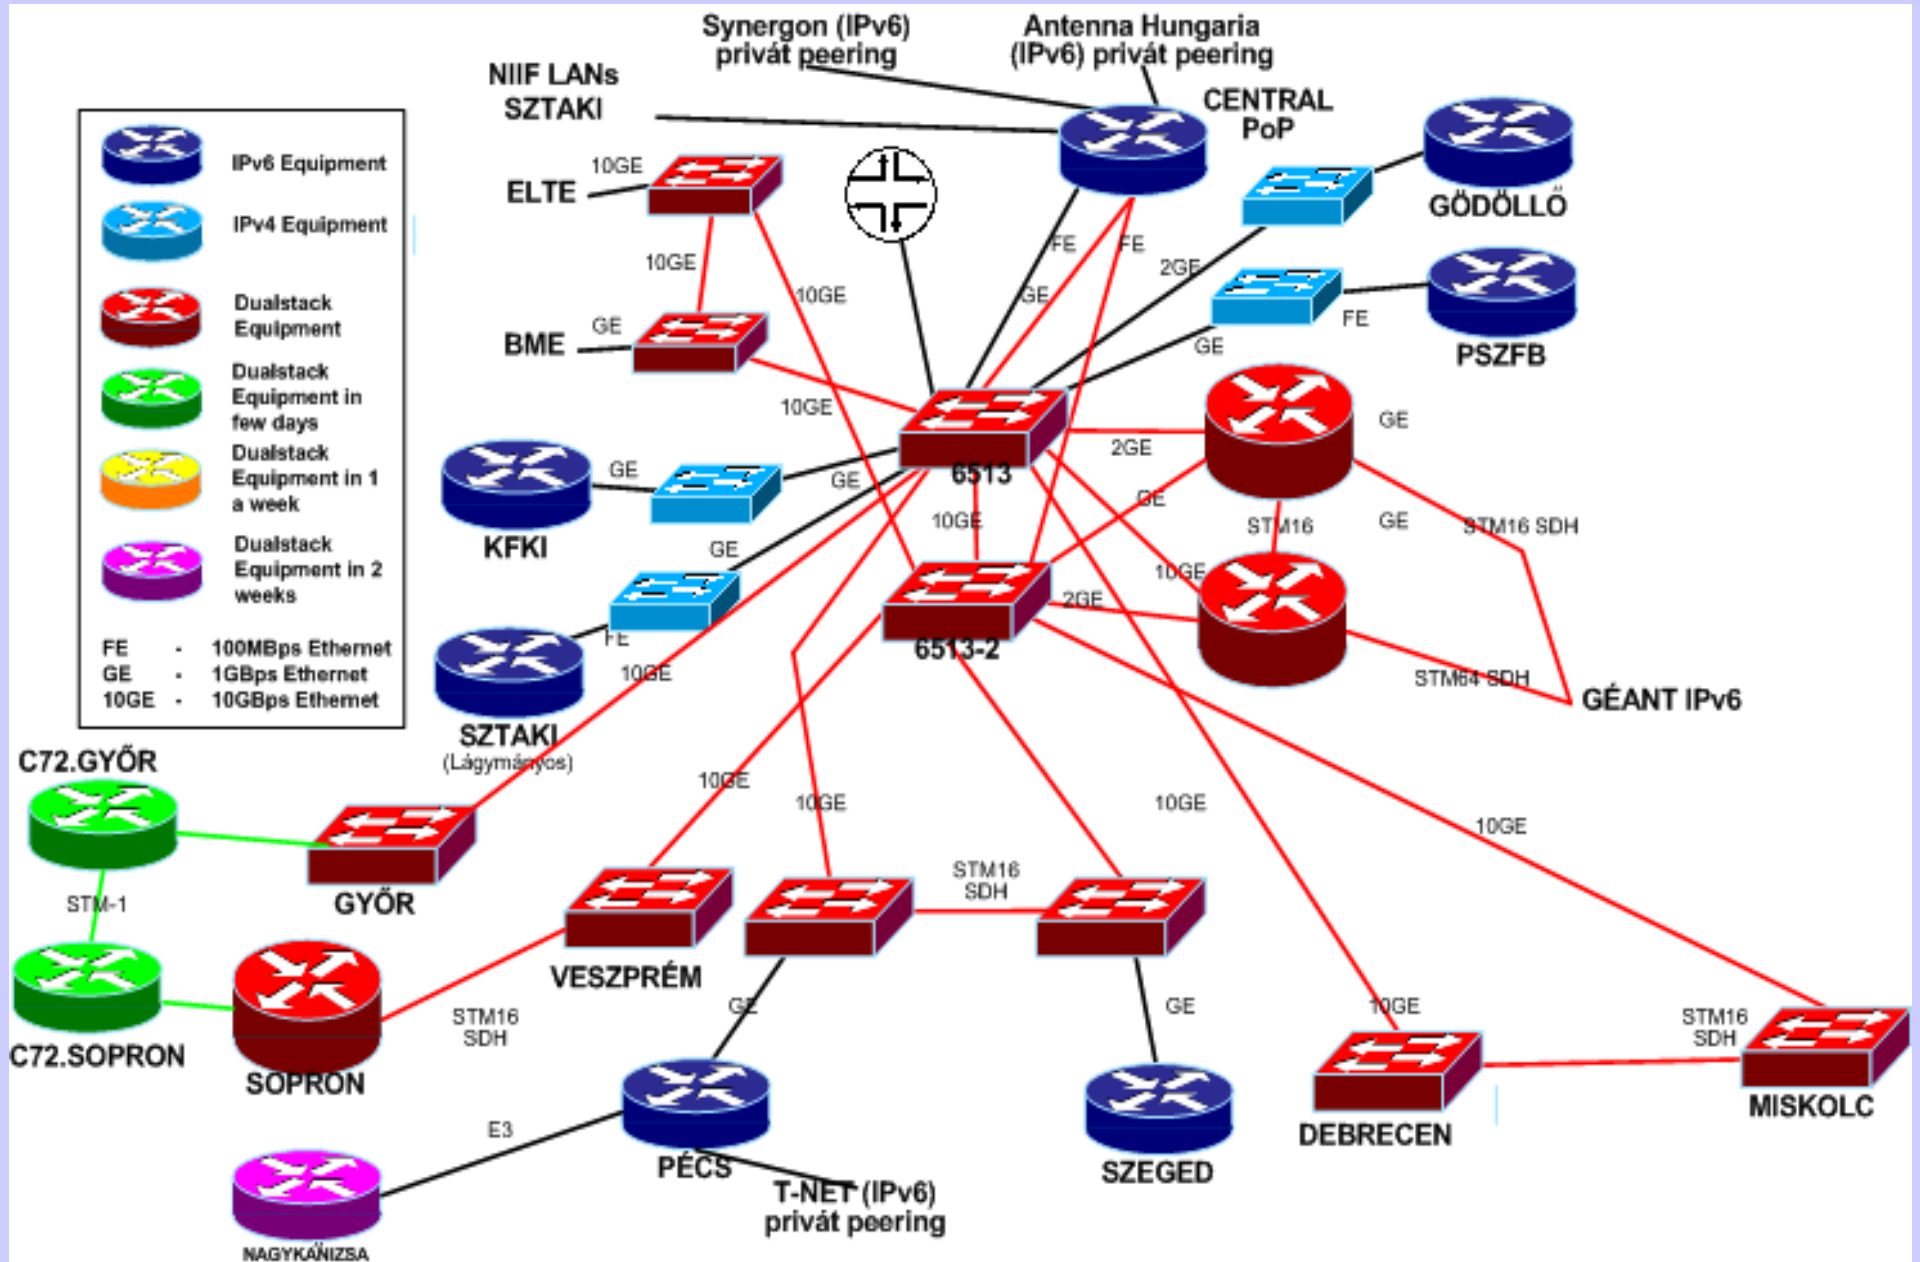 Synergon (IPv6)
privát peering
Antenna Hungaria
(IPv6) privát peering
NIIF LANs
SZTAKI
CENTRAL
PoP
GÖDÖLLŐ
PSZFB
IPv6 Equipment
IPv4 Equipment
Dualstack
Equipment
Dualstack
Equipment in
few days
Dualstack
Equipment in 1
a week
Dualstack
Equipment in 2
weeks
FE - 100MBps Ethernet
GE - 1GBps Ethernet
10GE - 10GBps Ethernet
10GE
ELTE
10GE
10GE
GE
BME
10GE
FE
FE
GE
2GE
FE
GE
GE
2GE
6513
GE
KFKI
GE
10GE
GE
STM16
GE
STM16 SDH
GE
10GE
2GE
FE
6513-2
10GE
STM64 SDH
GÉANT IPv6
SZTAKI
(Lágymányos)
C72.GYŐR
10GE
10GE
10GE
10GE
STM-1
GYŐR
STM16
SDH
VESZPRÉM
GE
GE
10GE
STM16
SDH
STM16
SDH
C72.SOPRON
SOPRON
E3
PÉCS
SZEGED
DEBRECEN
MISKOLC
T-NET (IPv6)
privát peering
NAGYKANIZSA